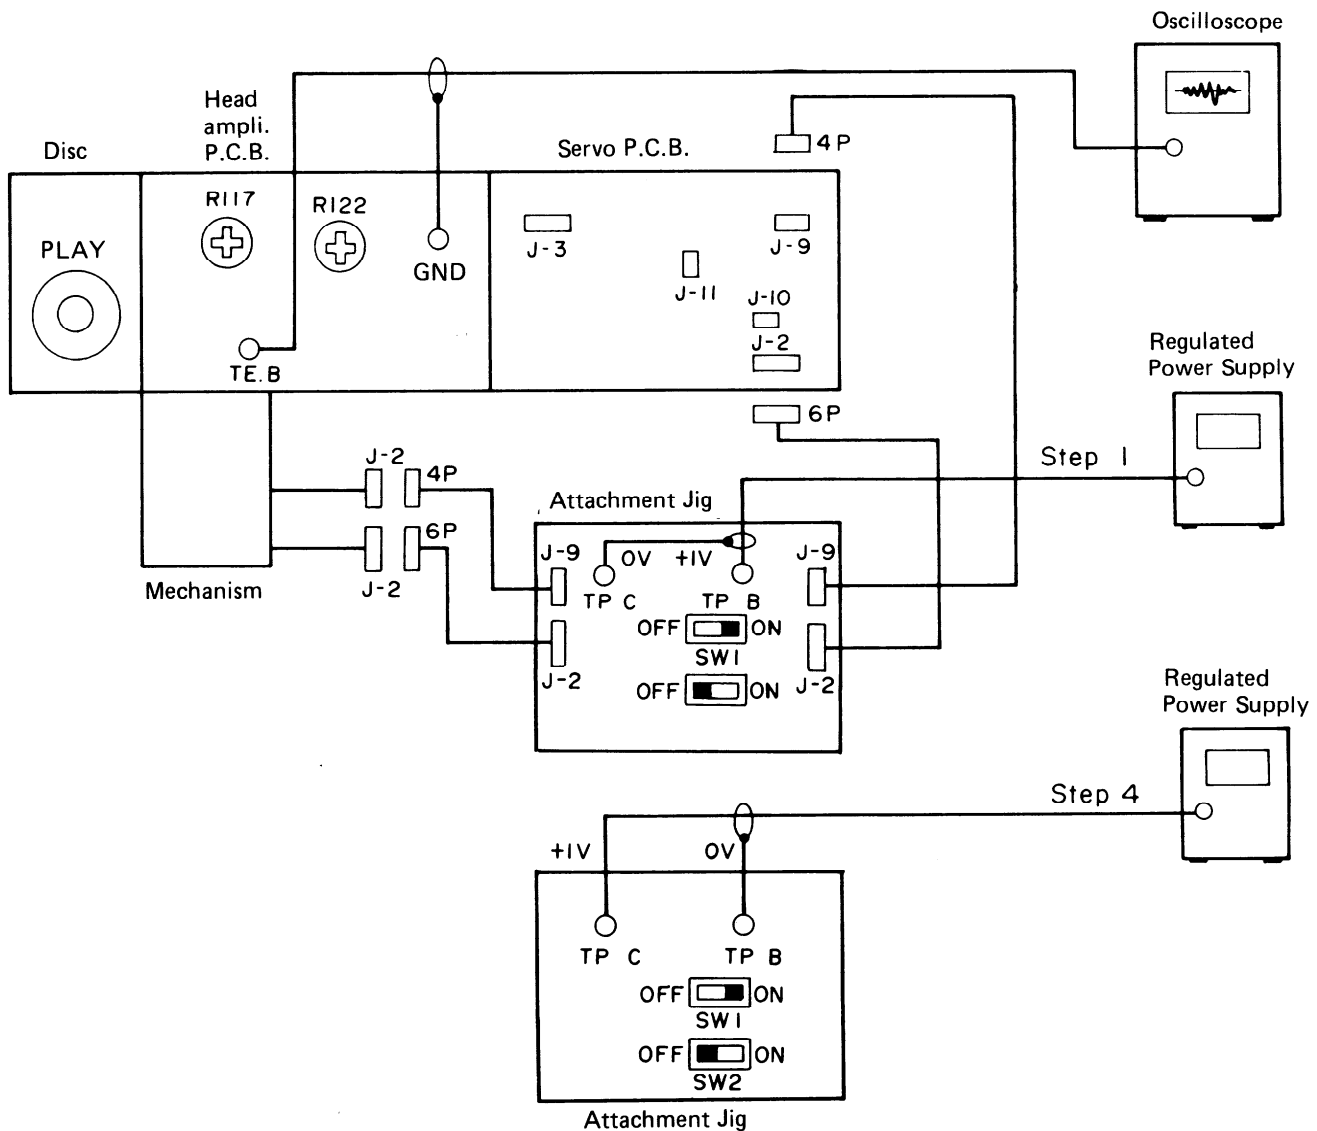 Oscilloscope
Head
ampli.
P.C.B.
Disc
Servo P.C.B.
4P
R117
R122
J-3
J-9
PLAY
GND
J-11
J-10
J-2
TE.B
6P
Regulated
Power Supply
Step 1
J-2
4P
6P
J-2
Mechanism
Attachment Jig
J-9
0V
+1V
J-9
TP C
TP B
OFF
ON
SW1
J-2
OFF
ON
J-2
Regulated
Power Supply
Step 4
+1V
0V
TP C
TP B
OFF
ON
SW1
OFF
ON
SW2
Attachment Jig